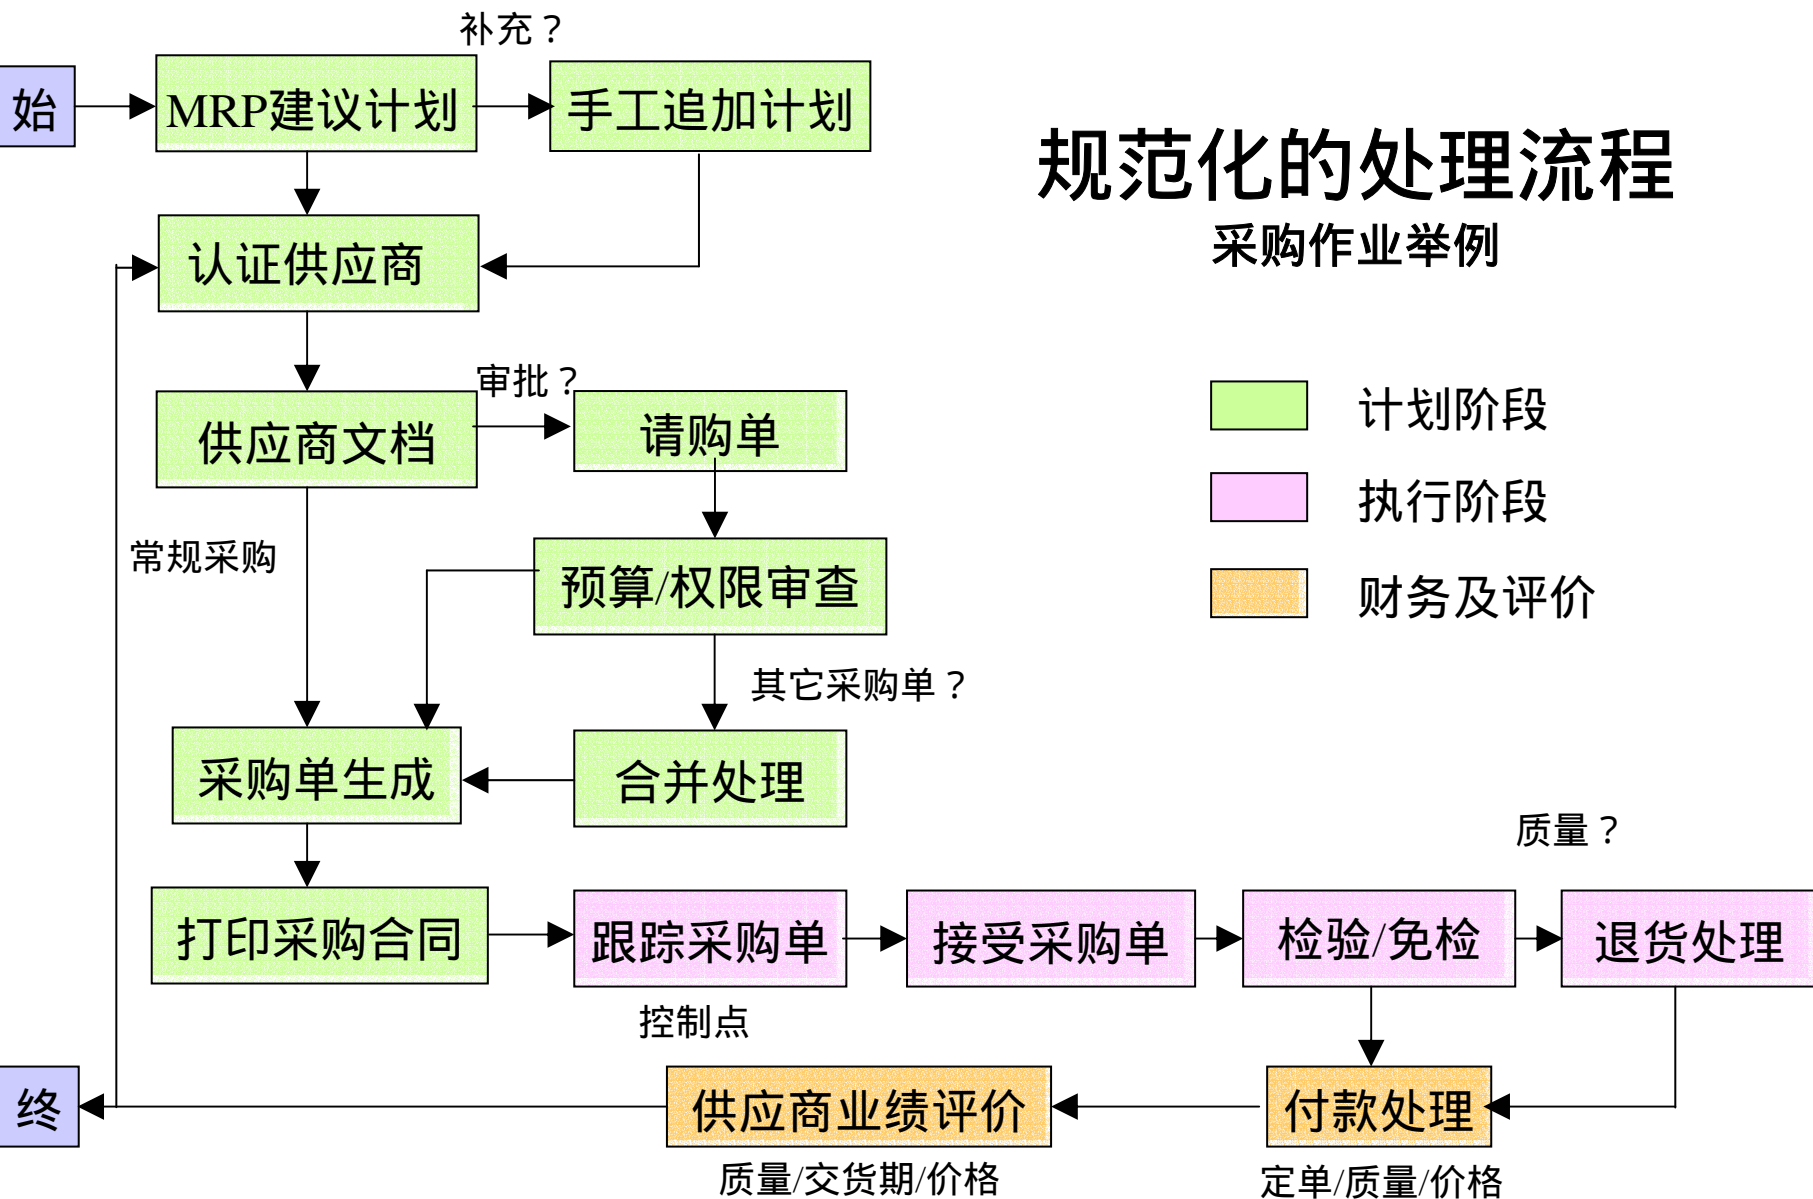 补充？
始
MRP建议计划
手工追加计划
规范化的处理流程
采购作业举例
认证供应商
审批？
供应商文档
请购单
计划阶段
执行阶段
常规采购
预算/权限审查
财务及评价
其它采购单？
采购单生成
合并处理
质量？
打印采购合同
跟踪采购单
接受采购单
检验/免检
退货处理
控制点
终
供应商业绩评价
付款处理
质量/交货期/价格
定单/质量/价格